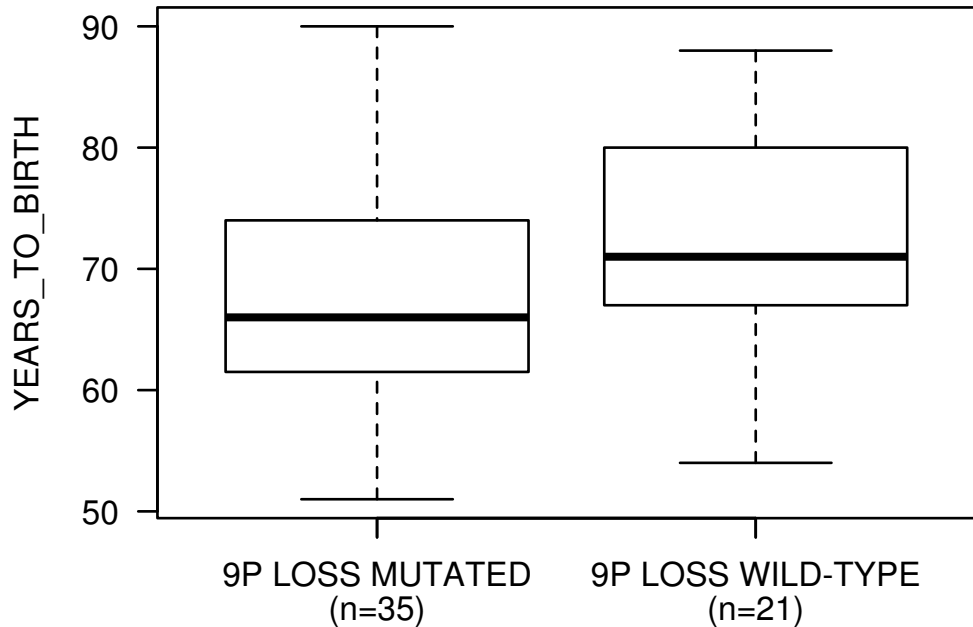 YEARS_TO_BIRTH
90
80
70
60
50
9P LOSS MUTATED
(n=35)
9P LOSS WILD-TYPE
(n=21)